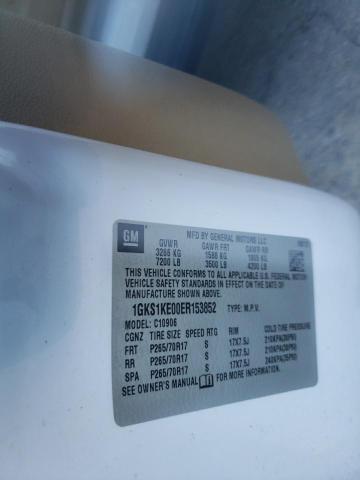 GM
MFD BY GENERAL MOTORS LLC
GVWR GAWR FRT GAWR RR
3266 KG 1588 KG 1905 KG
7200 LB 3500 LB 4200 LB
THIS VEHICLE CONFORMS TO ALL APPLICABLE U.S. FEDERAL
VEHICLE SAFETY STANDARDS IN EFFECT ON THE DATE OF
MANUFACTURE SHOWN ABOVE.
1GKS1KE00ER153852 TYPE: M.P.V.
MODEL: C10906
CGNZ TIRE SIZE SPEED RTG RIM COLD TIRE PRESSURE
FRT P265/70R17 S 17X7.5J 210KPA(30PSI)
RR P265/70R17 S 17X7.5J 210KPA(30PSI)
SPA P265/70R17 S 17X7.5J 240KPA(35PSI)
SEE OWNER'S MANUAL